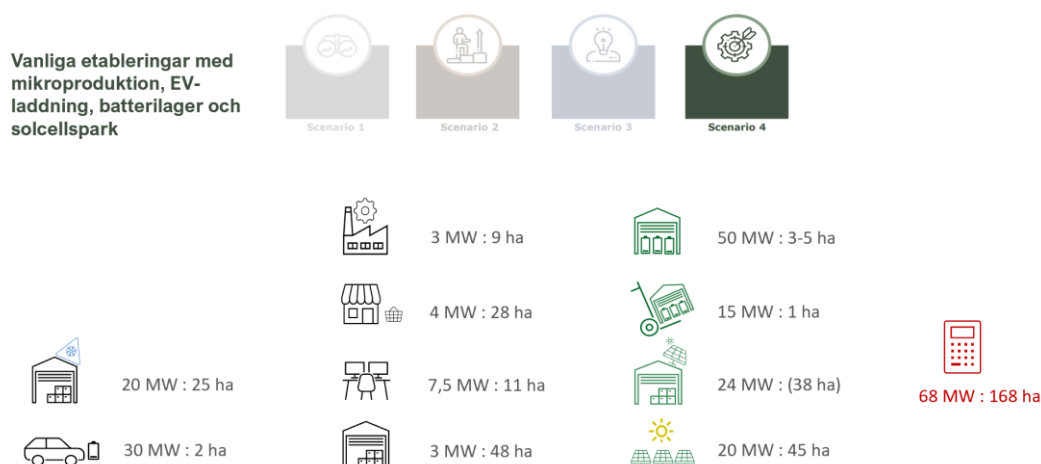 Vanliga etableringar med
mikroproduktion, EV-
laddning, batterilager och
solcellspark
Scenario 1
Scenario 2
Scenario 3
Scenario 4
3 MW : 9 ha
50 MW : 3-5 ha
4 MW : 28 ha
15 MW : 1 ha
20 MW : 25 ha
7,5 MW : 11 ha
24 MW : (38 ha)
68 MW : 168 ha
30 MW : 2 ha
3 MW : 48 ha
20 MW : 45 ha